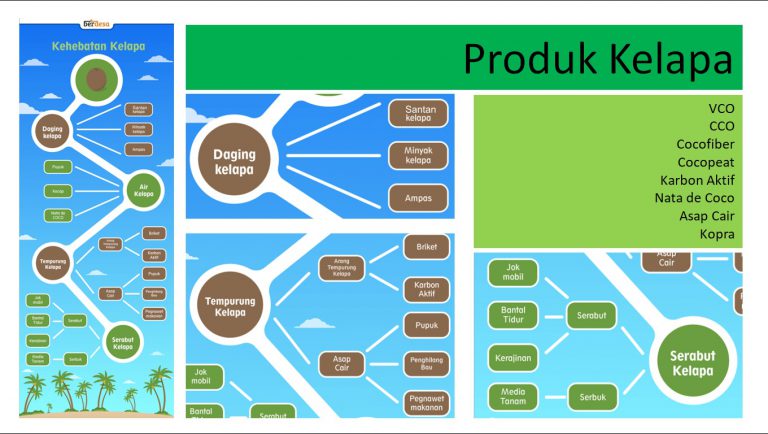 BERDESA
Kehebatan Kelapa
Daging
kelapa
Santan
kelapa
Minyak
kelapa
Ampas
Air
Kelapa
Pupuk
Kecap
Nata de
COCO
Tempurung
Kelapa
Arang
Tempurung
Kelapa
Briket
Karbon
Aktif
Asap
Cair
Pupuk
Penghilang
Bau
Pegnawet
makanan
Serabut
Kelapa
Jok
mobil
Bantal
Tidur
Serabut
Kerajinan
Media
Tanam
Serbuk
Produk Kelapa
Daging
kelapa
Santan
kelapa
Minyak
kelapa
Ampas
VCO
CCO
Cocofiber
Cocopeat
Karbon Aktif
Nata de Coco
Asap Cair
Kopra
Tempurung
Kelapa
Arang
Tempurung
Kelapa
Briket
Karbon
Aktif
Asap
Cair
Pupuk
Penghilang
Bau
Pegnawet
makanan
Jok
mobil
Bantal
Serabut
Asap
Cair
Jok
mobil
Bantal
Tidur
Serabut
Kerajinan
Media
Tanam
Serbuk
Serabut
Kelapa